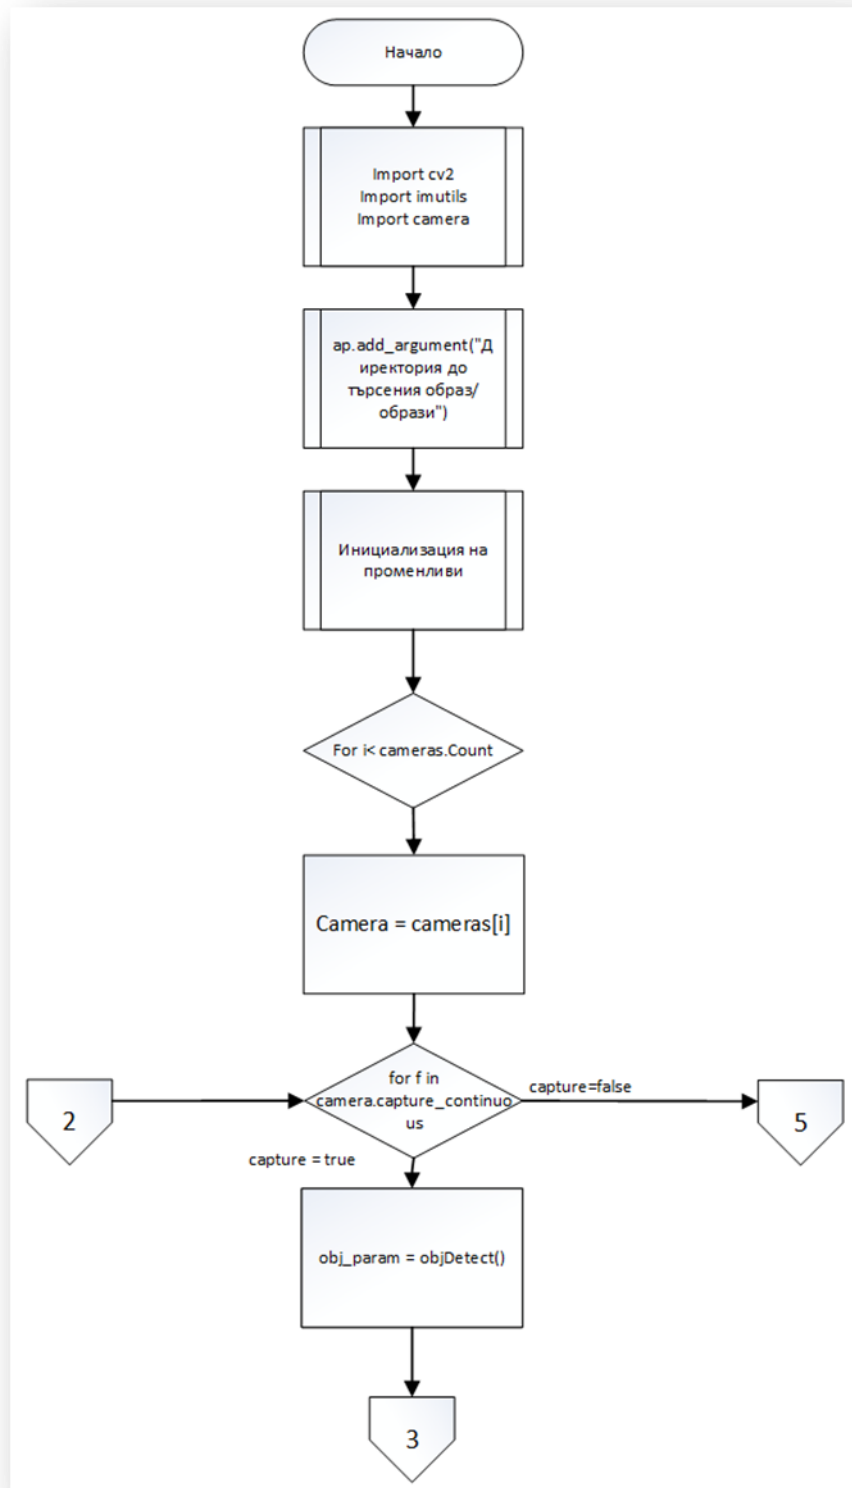 Начало
Import cv2
Import imutils
Import camera
ap.add_argument("Д
иректория до
търсения образ/
образи")
Инициализация на
променливи
For i< cameras.Count
Camera = cameras[i]
for f in
camera.capture_continuo
us
capture=false
2
5
capture = true
obj_param = objDetect()
3